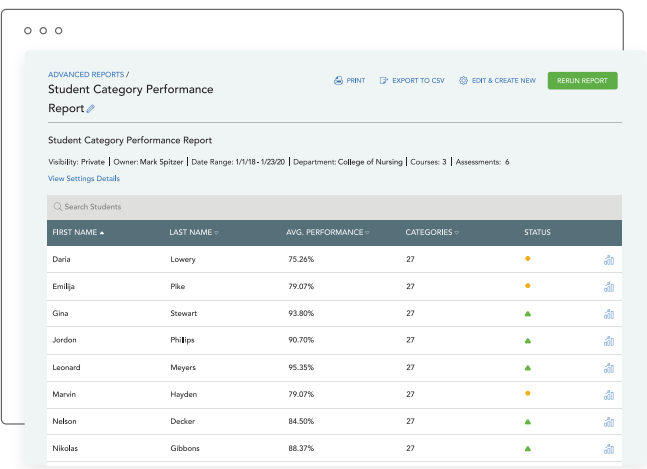 ADVANCED REPORTS /
Student Category Performance
Report
PRINT EXPORT TO CSV EDIT & CREATE NEW RERUN REPORT
Student Category Performance Report
Visibility: Private | Owner: Mark Spitzer | Date Range: 1/1/18 - 1/23/20 | Department: College of Nursing | Courses: 3 | Assessments: 6
View Settings Details
Search Students
FIRST NAME LAST NAME AVG. PERFORMANCE CATEGORIES STATUS
Daria Lowery 75.26% 27
Emilija Pike 79.07% 27
Gina Stewart 93.80% 27
Jordon Phillips 90.70% 27
Leonard Meyers 95.35% 27
Marvin Hayden 79.07% 27
Nelson Decker 84.50% 27
Nikolas Gibbons 88.37% 27